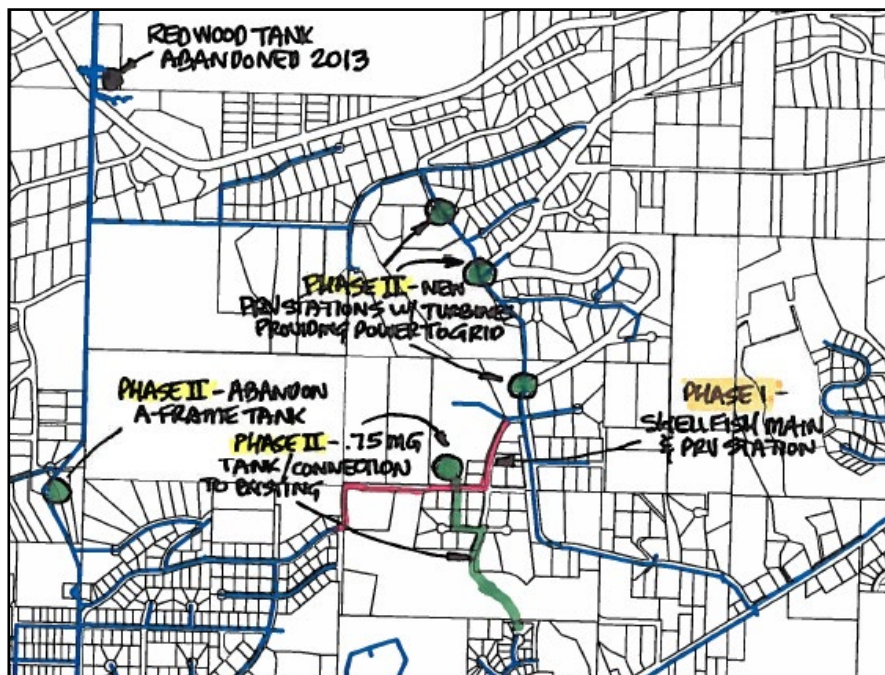 REDWOOD TANK
ABANDONED 2013
PHASE II - NEW
PRV STATIONS W/ TURBINES
PROVIDING POWER TO GRID
PHASE II - ABANDON
A-FRAME TANK
PHASE II - .75 MG
TANK/CONNECTION
TO EXISTING
PHASE 1 -
SHELLFISH MAIN
& PRV STATION